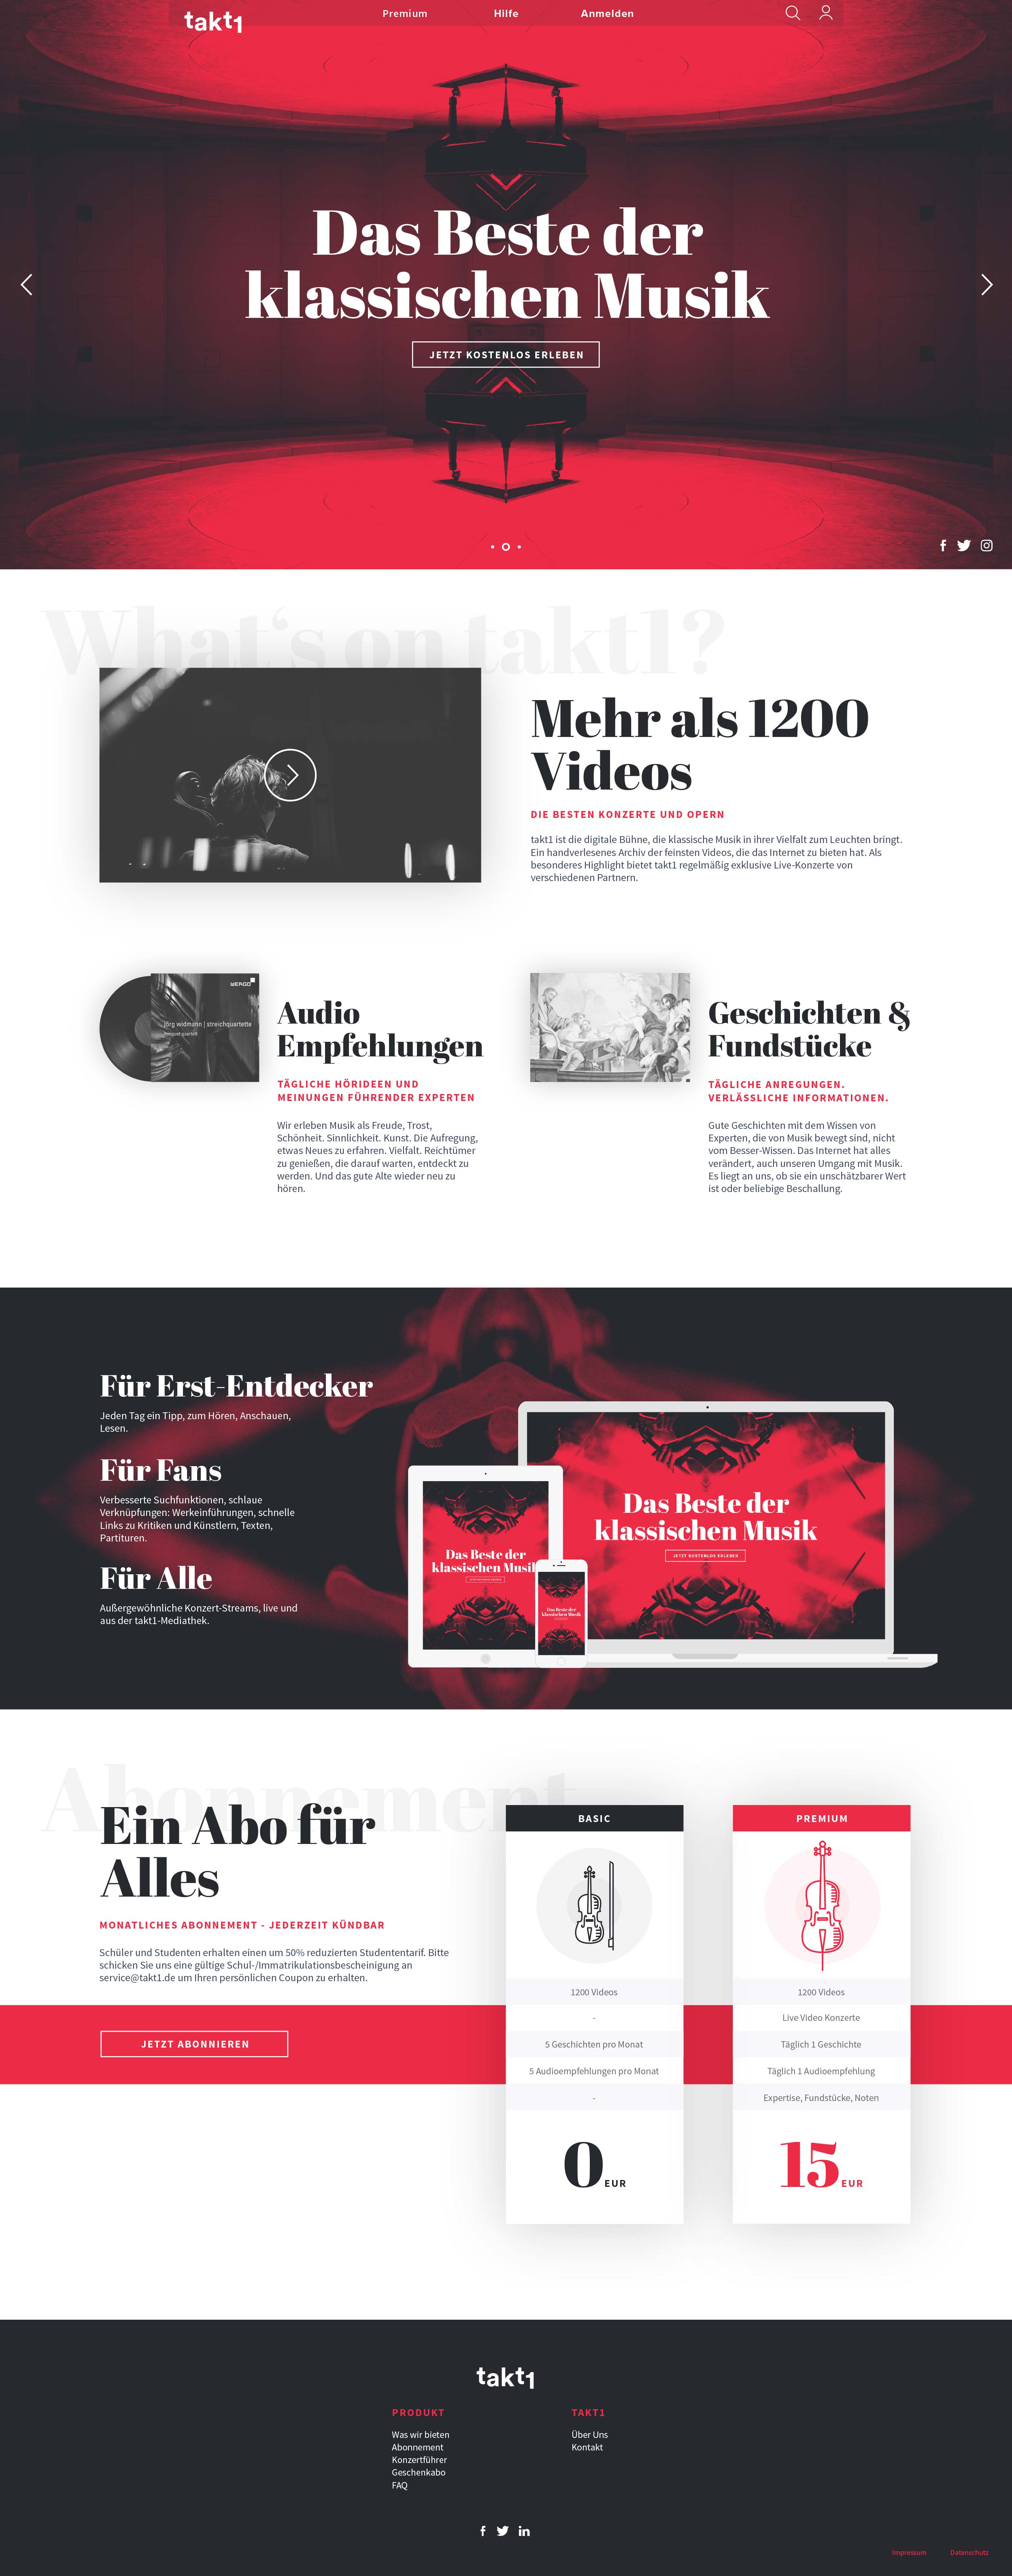 takt1
Premium
Hilfe
Anmelden
Das Beste der
klassischen Musik
JETZT KOSTENLOS ERLEBEN
What‘s on takt1?
Mehr als 1200
Videos
DIE BESTEN KONZERTE UND OPERN
takt1 ist die digitale Bühne, die klassische Musik in ihrer Vielfalt zum Leuchten bringt.
Ein handverlesenes Archiv der feinsten Videos, die das Internet zu bieten hat. Als
besonderes Highlight bietet takt1 regelmäßig exklusive Live-Konzerte von
verschiedenen Partnern.
WERGO
jörg widmann | streichquartette
Audio
Empfehlungen
TÄGLICHE HÖRIDEEN UND
MEINUNGEN FÜHRENDER EXPERTEN
Wir erleben Musik als Freude, Trost,
Schönheit. Sinnlichkeit. Kunst. Die Aufregung,
etwas Neues zu erfahren. Vielfalt. Reichtümer
zu genießen, die darauf warten, entdeckt zu
werden. Und das gute Alte wieder neu zu
hören.
Geschichten &
Fundstücke
TÄGLICHE ANREGUNGEN.
VERLÄSSLICHE INFORMATIONEN.
Gute Geschichten mit dem Wissen von
Experten, die von Musik bewegt sind, nicht
vom Besser-Wissen. Das Internet hat alles
verändert, auch unseren Umgang mit Musik.
Es liegt an uns, ob sie ein unschätzbarer Wert
ist oder beliebige Beschallung.
Für Erst-Entdecker
Jeden Tag ein Tipp, zum Hören, Anschauen,
Lesen.
Für Fans
Verbesserte Suchfunktionen, schlaue
Verknüpfungen: Werkeinführungen, schnelle
Links zu Kritiken und Künstlern, Texten,
Partituren.
Für Alle
Außergewöhnliche Konzert-Streams, live und
aus der takt1-Mediathek.
Das Beste der
klassischen Musik
JETZT KOSTENLOS ERLEBEN
Das Beste der
klassischen Musik
Das Beste der
klassischen Musik
Abonnement
Ein Abo für
Alles
MONATLICHES ABONNEMENT - JEDERZEIT KÜNDBAR
Schüler und Studenten erhalten einen um 50% reduzierten Studententarif. Bitte
schicken Sie uns eine gültige Schul-/Immatrikulationsbescheinigung an
service@takt1.de um Ihren persönlichen Coupon zu erhalten.
JETZT ABONNIEREN
BASIC
1200 Videos
-
5 Geschichten pro Monat
5 Audioempfehlungen pro Monat
-
0 EUR
PREMIUM
1200 Videos
Live Video Konzerte
Täglich 1 Geschichte
Täglich 1 Audioempfehlung
Expertise, Fundstücke, Noten
15 EUR
takt1
PRODUKT
Was wir bieten
Abonnement
Konzertführer
Geschenkabo
FAQ
TAKT1
Über Uns
Kontakt
Impressum
Datenschutz